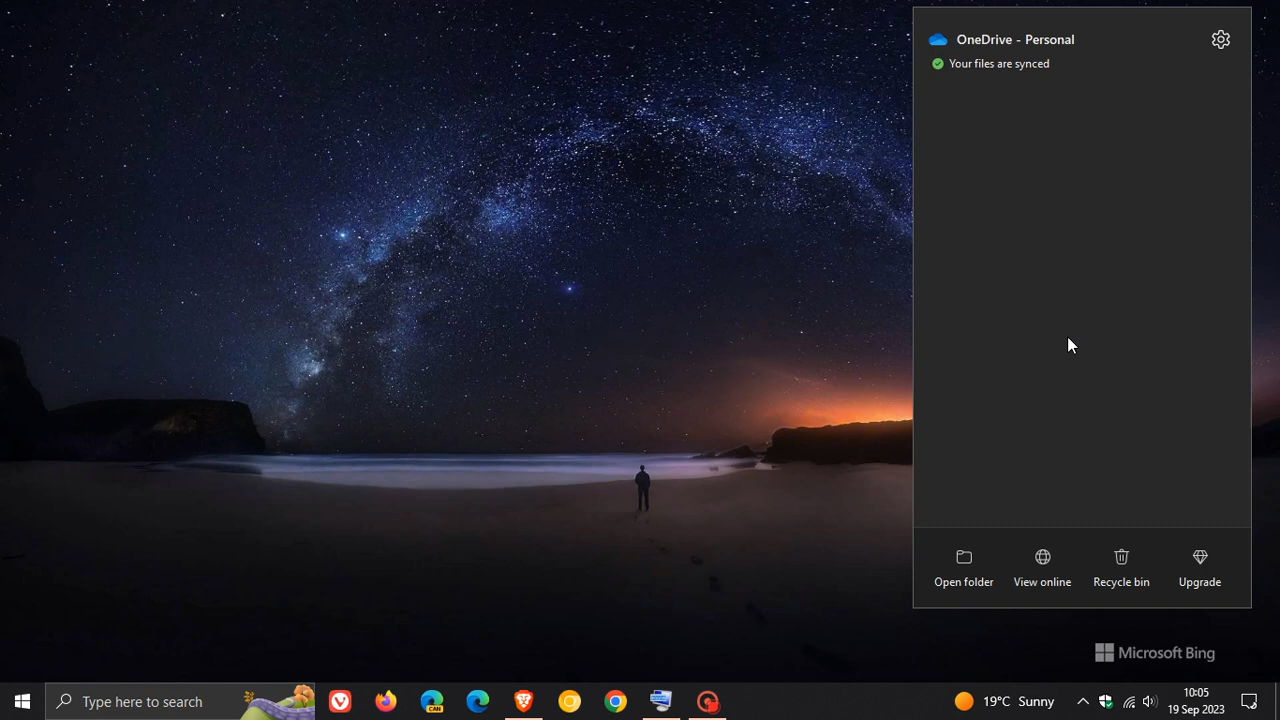 OneDrive - Personal
Your files are synced
Open folder
View online
Recycle bin
Upgrade
Microsoft Bing
Type here to search
CAN
19°C Sunny
10:05
19 Sep 2023